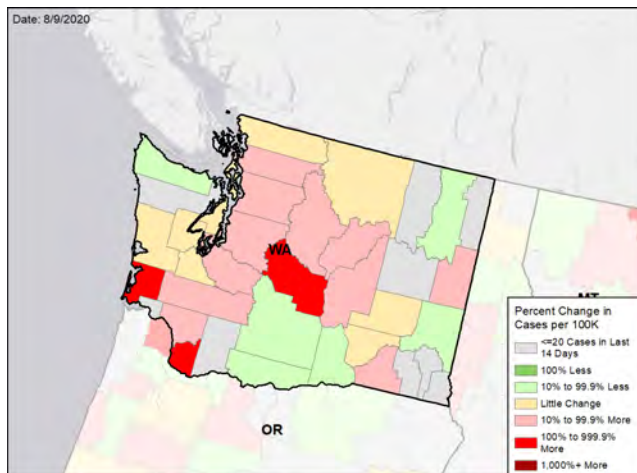 Date: 8/9/2020
WA
MT
OR
Percent Change in
Cases per 100K
<=20 Cases in Last
14 Days
100% Less
10% to 99.9% Less
Little Change
10% to 99.9% More
100% to 999.9%
More
1,000%+ More